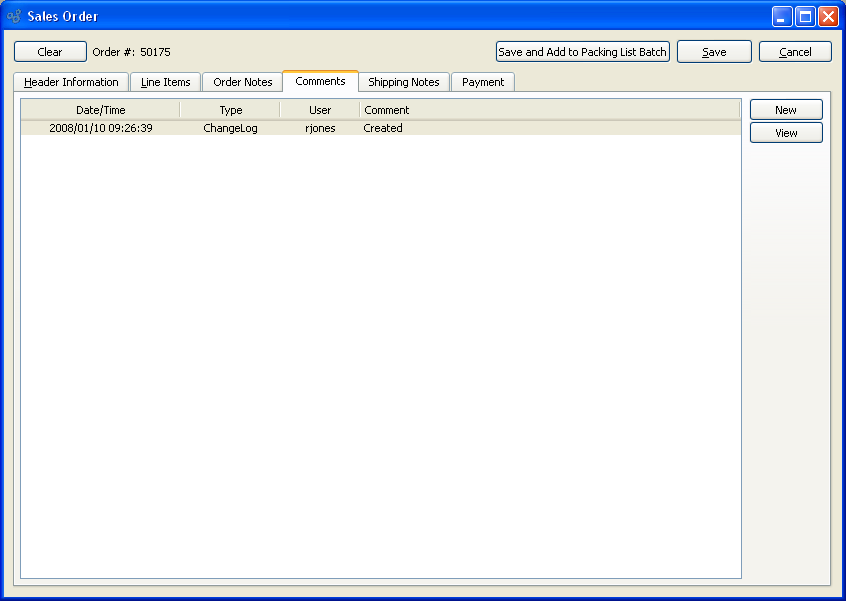 Sales Order
Clear Order #: 50175 Save and Add to Packing List Batch Save Cancel
Header Information Line Items Order Notes Comments Shipping Notes Payment
Date/Time Type User Comment New
2008/01/10 09:26:39 ChangeLog rjones Created
View